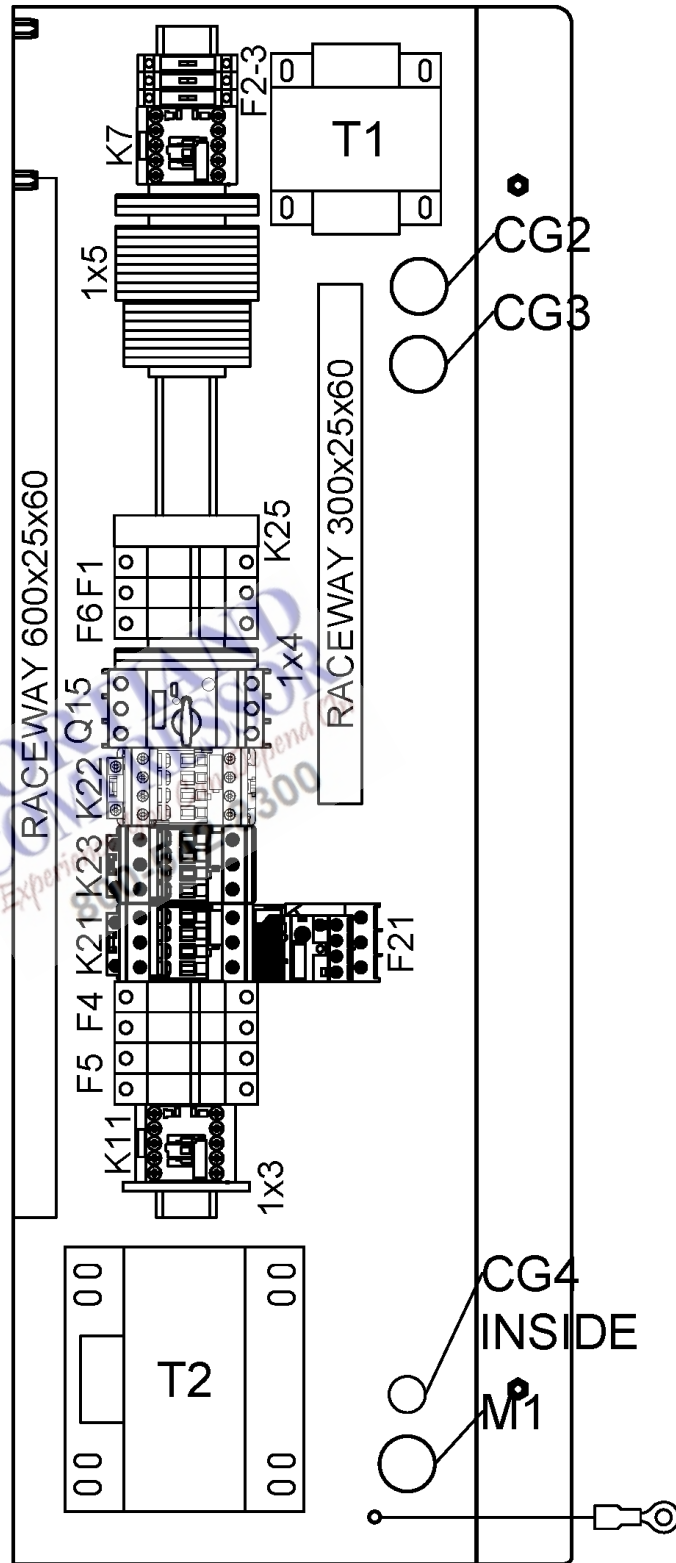 F2-3
K7
T1
CG2
CG3
1x5
RACEWAY 600x25x60
RACEWAY 300x25x60
K25
F6 F1
1x4
Q15
K22
K23
K21
F21
F4
F5
K11
1x3
CG4
INSIDE
T2
M1
COMPRESSOR